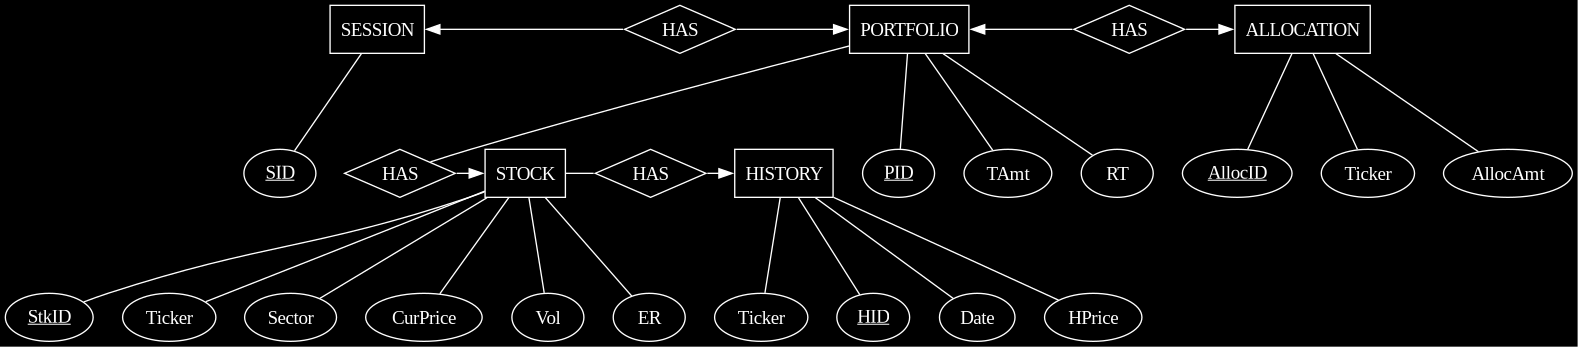 SESSION
HAS
PORTFOLIO
HAS
ALLOCATION
SID
HAS
STOCK
HAS
HISTORY
PID
TAmt
RT
AllocID
Ticker
AllocAmt
StkID
Ticker
Sector
CurPrice
Vol
ER
Ticker
HID
Date
HPrice